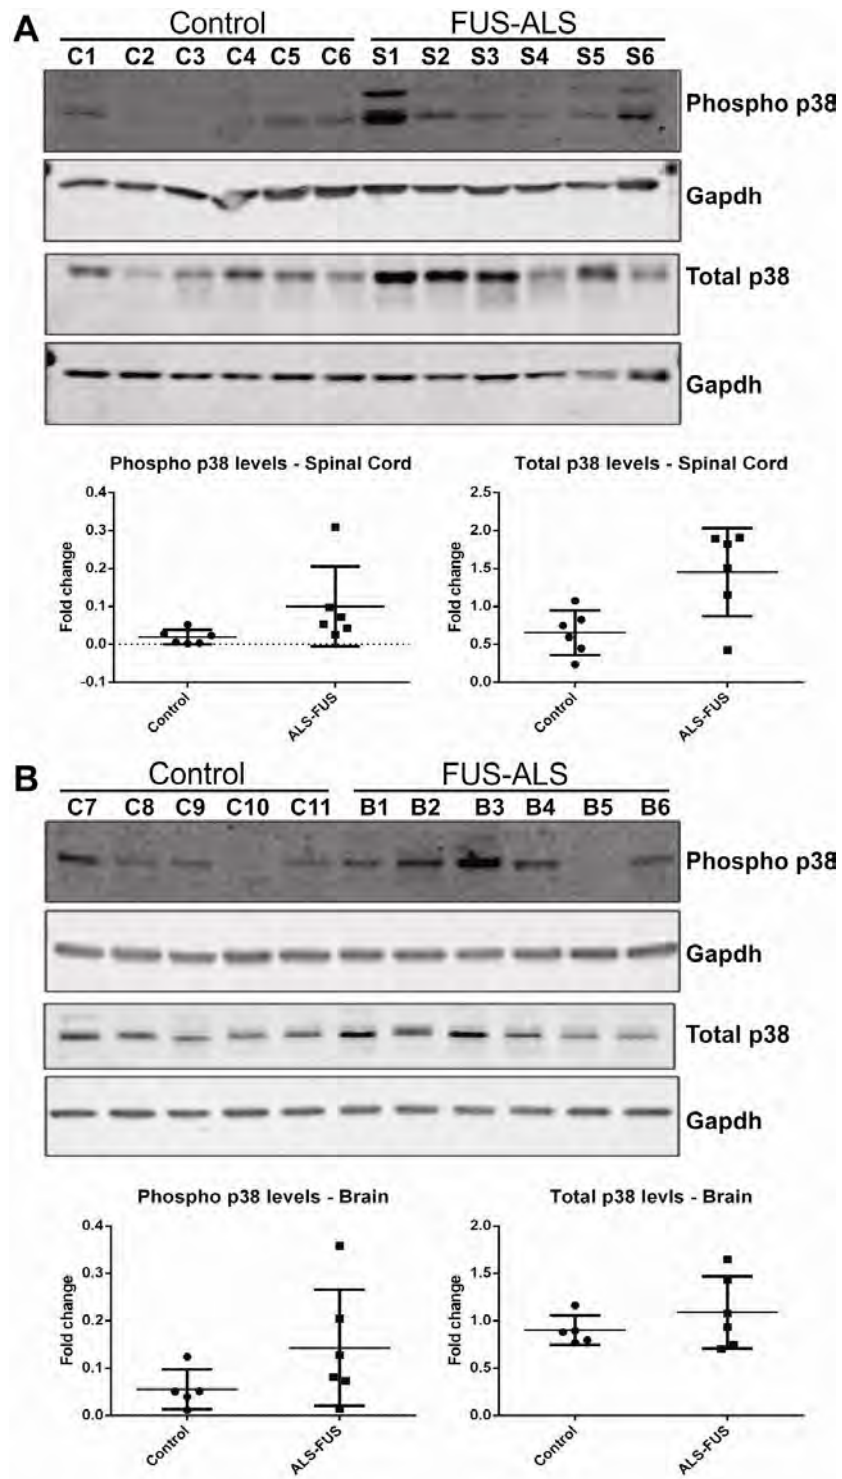 A
Control FUS-ALS
C1 C2 C3 C4 C5 C6 S1 S2 S3 S4 S5 S6
Phospho p38
Gapdh
Total p38
Gapdh
Phospho p38 levels - Spinal Cord
0.4
0.3
0.2
0.1
0.0
-0.1
Fold change
Control
ALS-FUS
Total p38 levels - Spinal Cord
2.5
2.0
1.5
1.0
0.5
0.0
Fold change
Control
ALS-FUS
B
Control FUS-ALS
C7 C8 C9 C10 C11 B1 B2 B3 B4 B5 B6
Phospho p38
Gapdh
Total p38
Gapdh
Phospho p38 levels - Brain
0.4
0.3
0.2
0.1
0.0
Fold change
Control
ALS-FUS
Total p38 levls - Brain
2.0
1.5
1.0
0.5
0.0
Fold change
Control
ALS-FUS